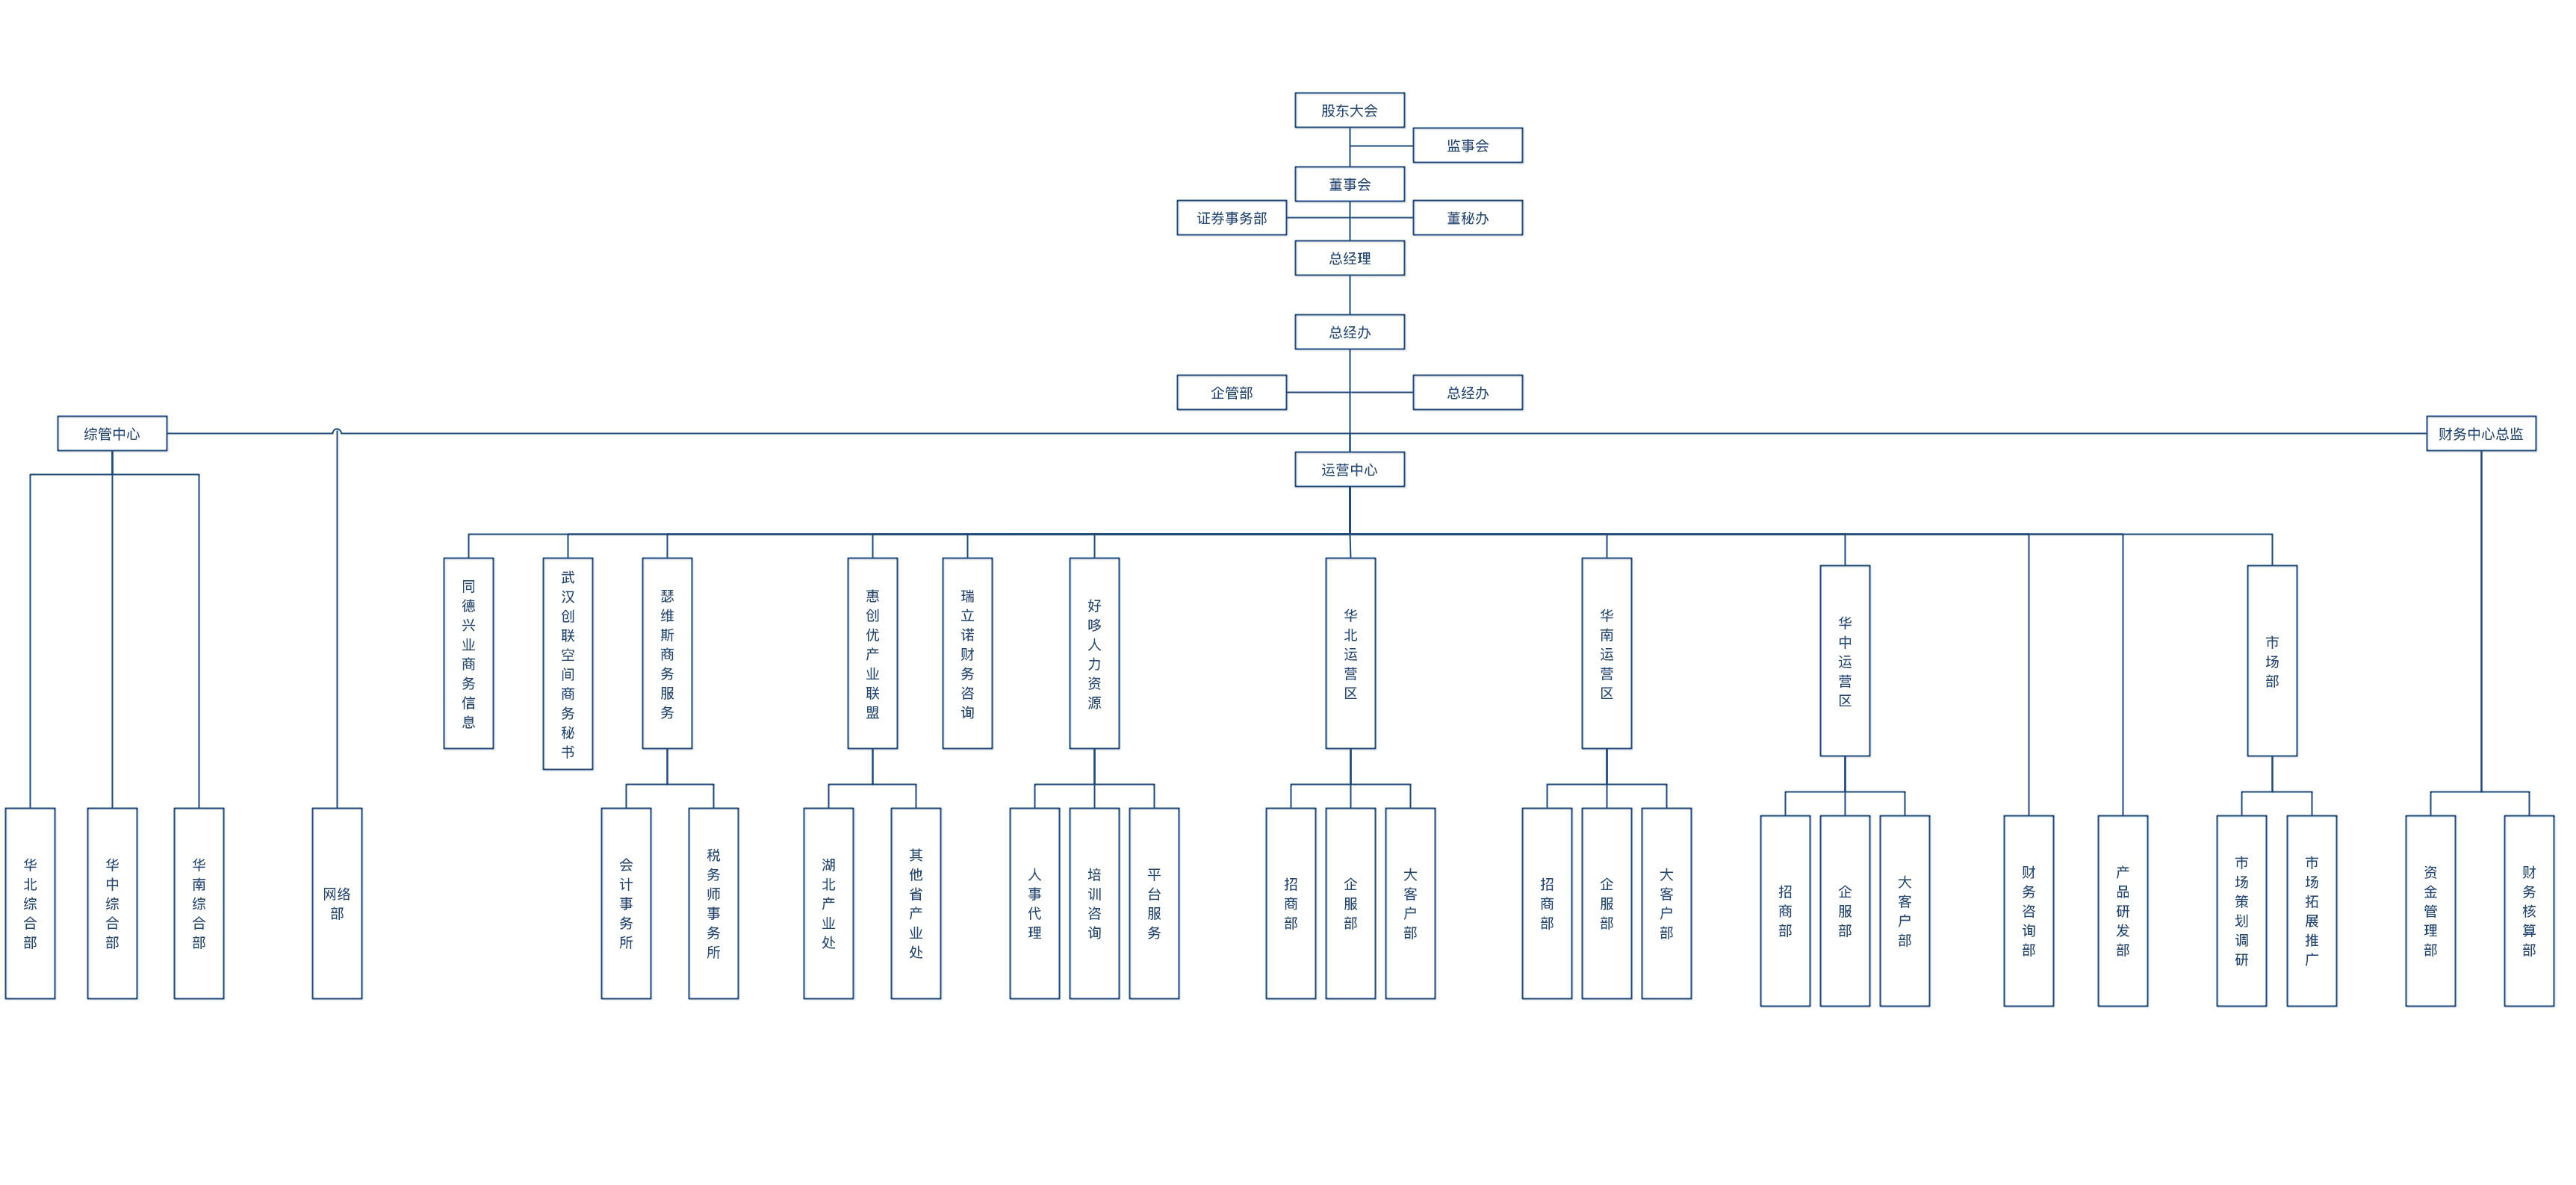 股东大会
监事会
董事会
证券事务部
董秘办
总经理
总经办
企管部
总经办
综管中心
财务中心总监
运营中心
同德兴业商务信息
武汉创联空间商务秘书
瑟维斯商务服务
惠创优产业联盟
瑞立诺财务咨询
好哆人力资源
华北运营区
华南运营区
华中运营区
市场部
华北综合部
华中综合部
华南综合部
网络
部
会计事务所
税务师事务所
湖北产业处
其他省产业处
人事代理
培训咨询
平台服务
招商部
企服部
大客户部
招商部
企服部
大客户部
招商部
企服部
大客户部
财务咨询部
产品研发部
市场策划调研
市场拓展推广
资金管理部
财务核算部